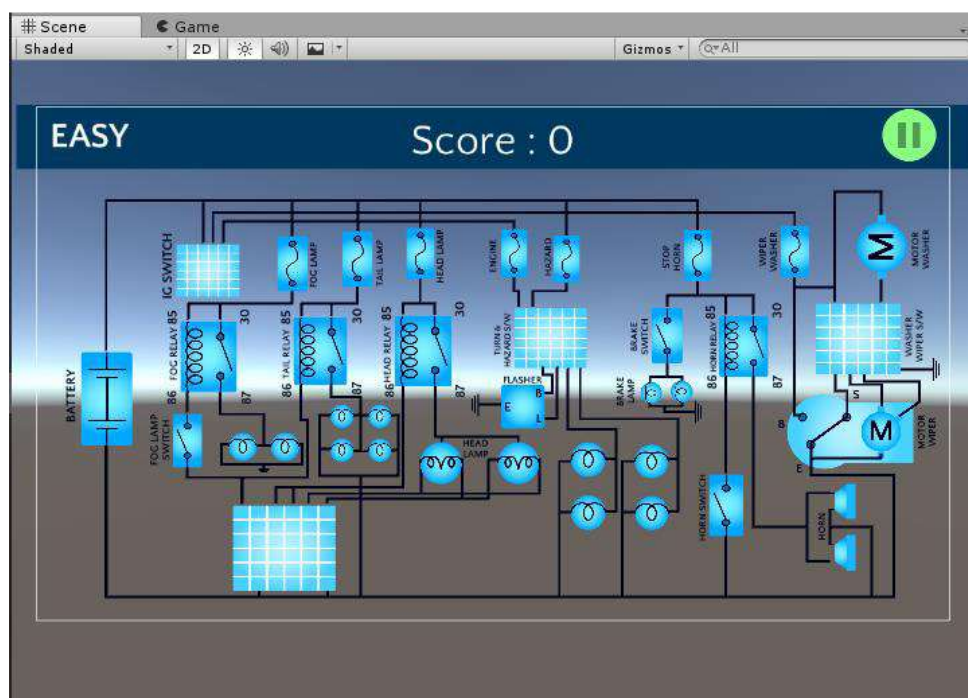 Scene
Game
Shaded
2D
Gizmos
All
EASY
Score : 0
IG SWITCH
FOG LAMP
TAIL LAMP
HEAD LAMP
ENGINE
HAZARD
STOP
HORN
WIPER
WASHER
M
MOTOR
WASHER
BATTERY
85
FOG RELAY
30
86
87
85
TAIL RELAY
30
86
87
85
HEAD RELAY
30
86
87
TURN &
HAZARD S/W
FLASHER
B
E
L
BRAKE
SWITCH
BRAKE
LAMP
85
HORN RELAY
30
86
87
WASHER
WIPER S/W
S
B
E
M
MOTOR
WIPER
FOG LAMP
SWITCH
HEAD
LAMP
HORN SWITCH
HORN